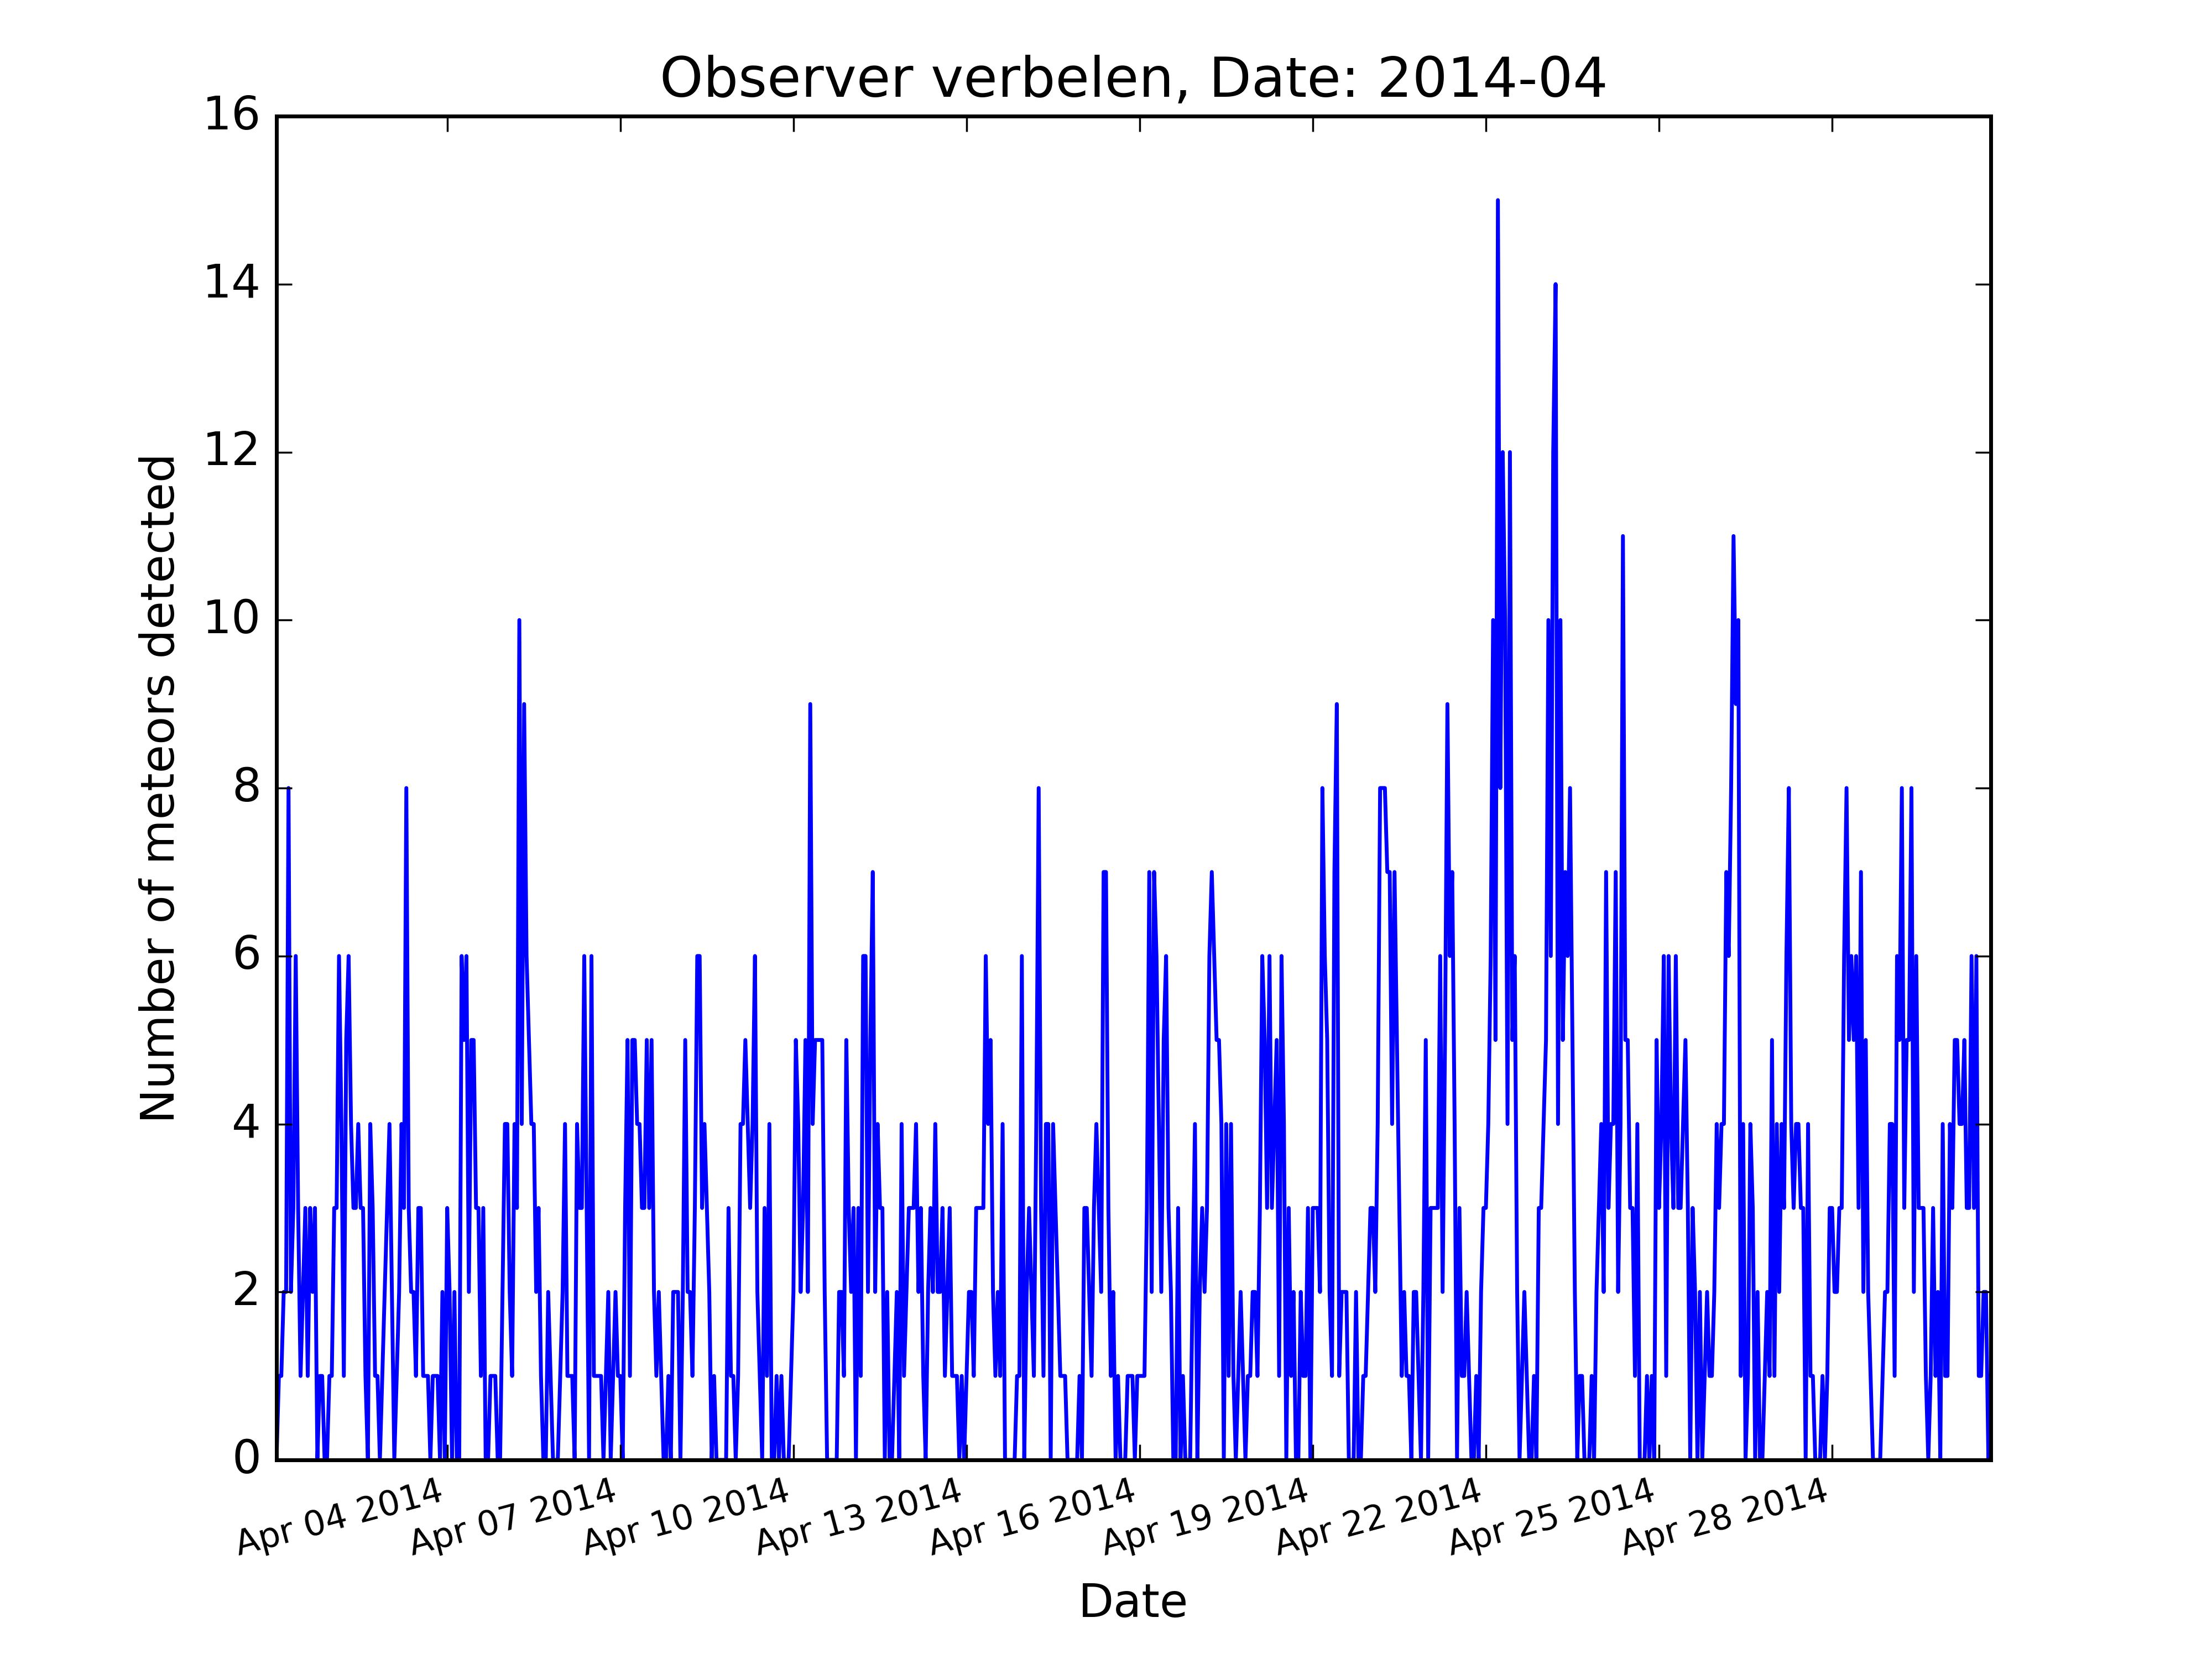 Observer verbelen, Date: 2014-04
16
14
12
10
8
6
4
2
0
Number of meteors detected
Apr 04 2014
Apr 07 2014
Apr 10 2014
Apr 13 2014
Apr 16 2014
Apr 19 2014
Apr 22 2014
Apr 25 2014
Apr 28 2014
Date